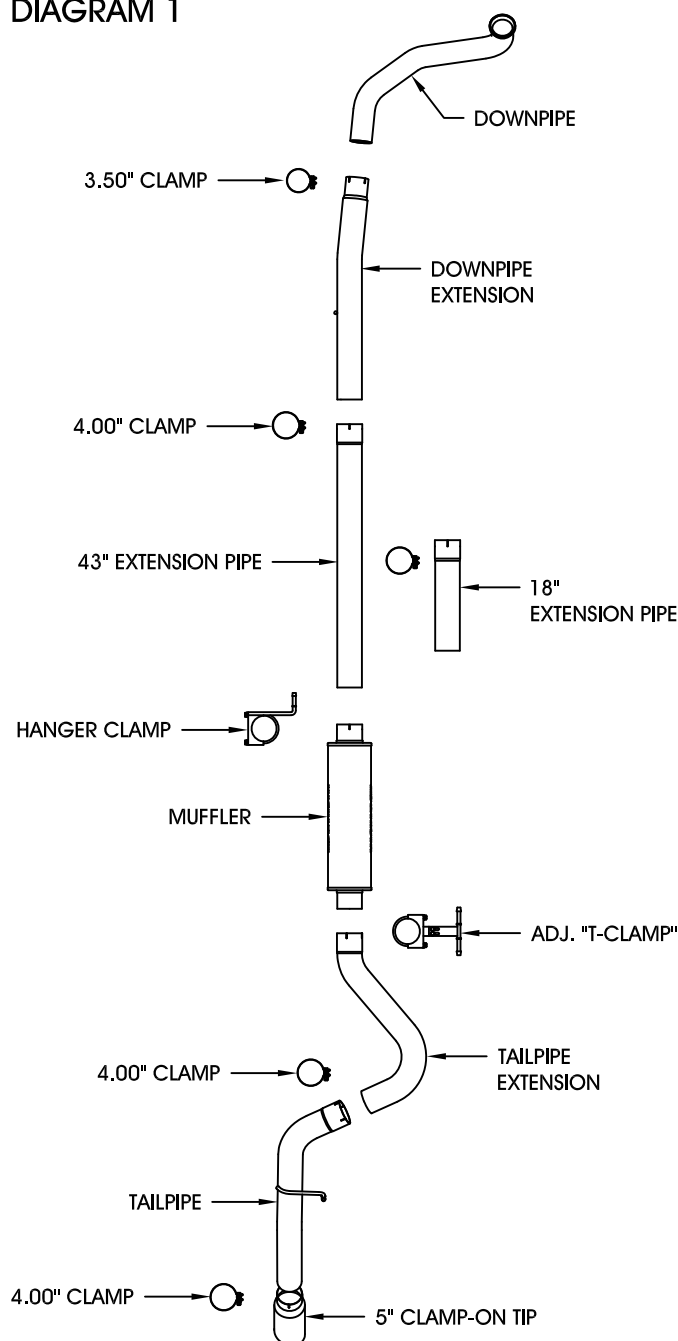 DIAGRAM 1
DOWNPIPE
3.50" CLAMP
DOWNPIPE
EXTENSION
4.00" CLAMP
43" EXTENSION PIPE
18"
EXTENSION PIPE
HANGER CLAMP
MUFFLER
ADJ. "T-CLAMP"
TAILPIPE
EXTENSION
4.00" CLAMP
TAILPIPE
4.00" CLAMP
5" CLAMP-ON TIP